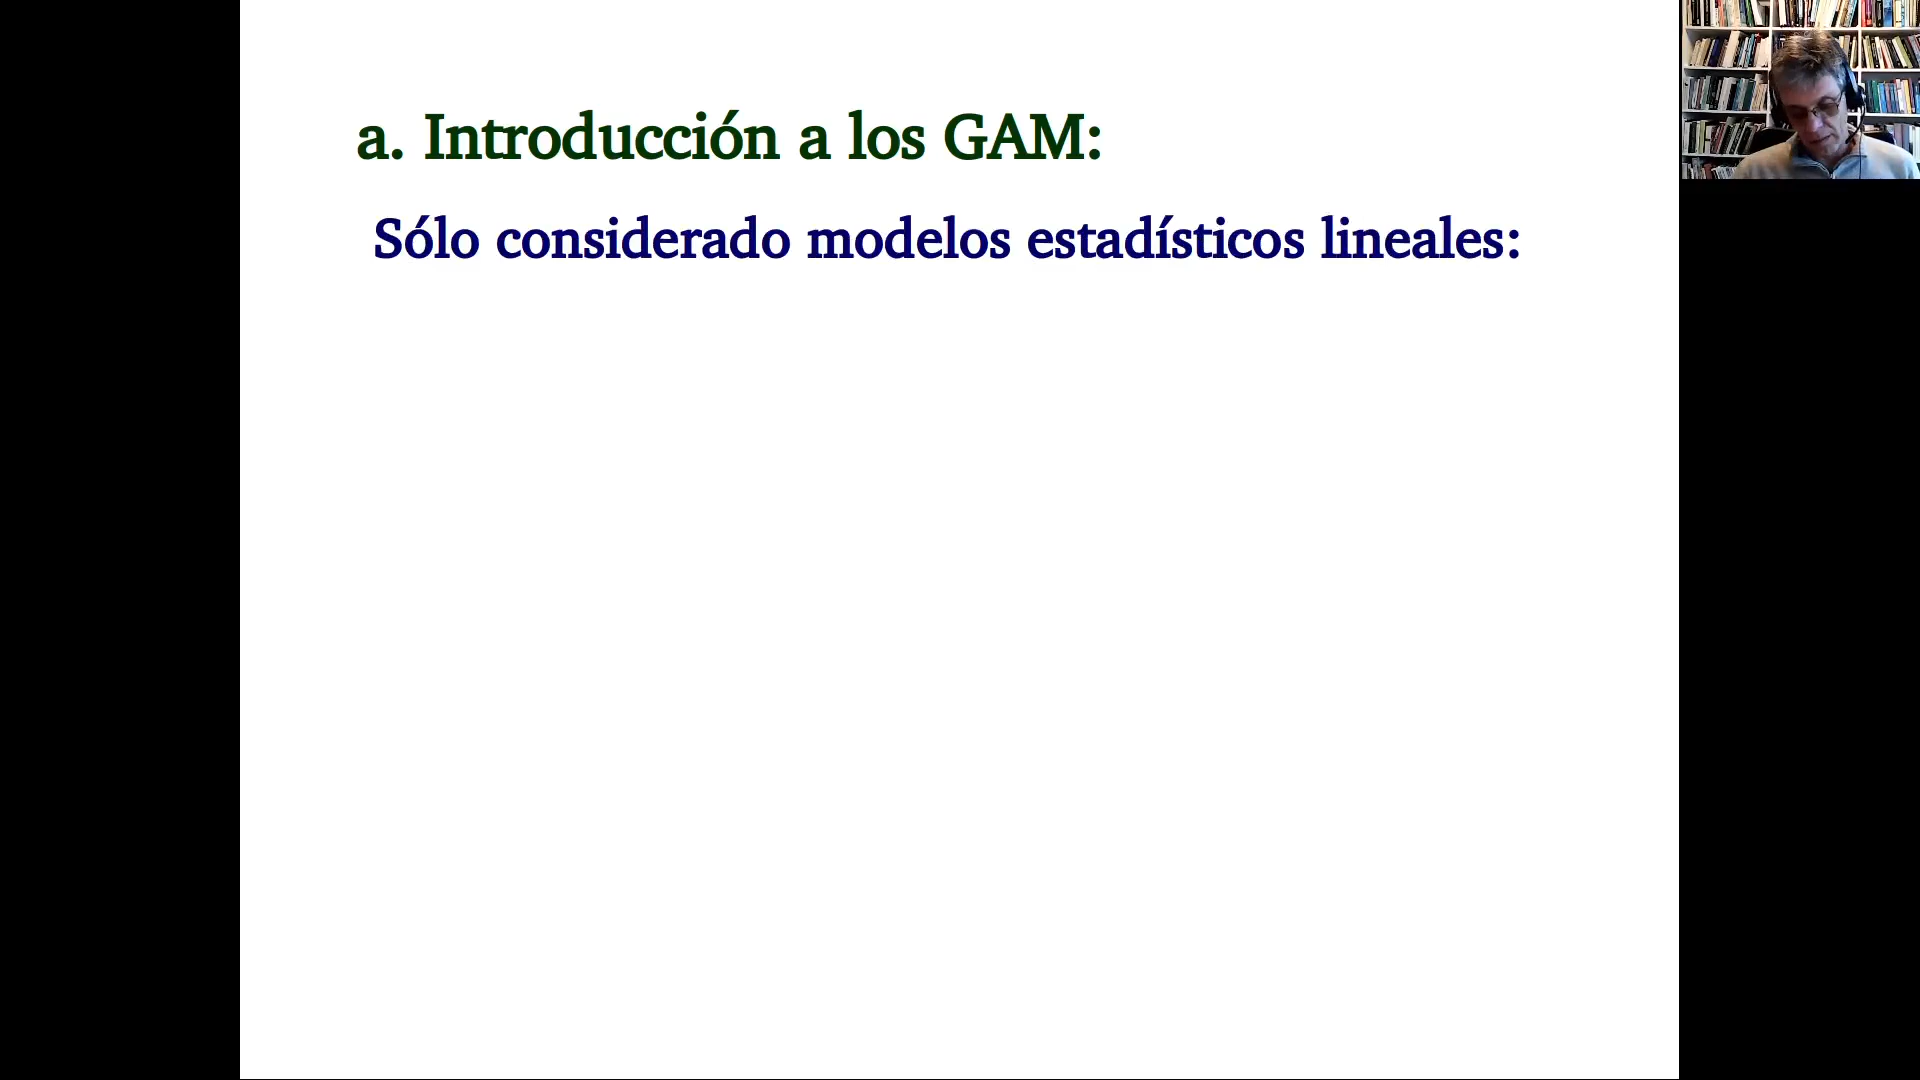 a. Introducción a los GAM:
Sólo considerado modelos estadísticos lineales: